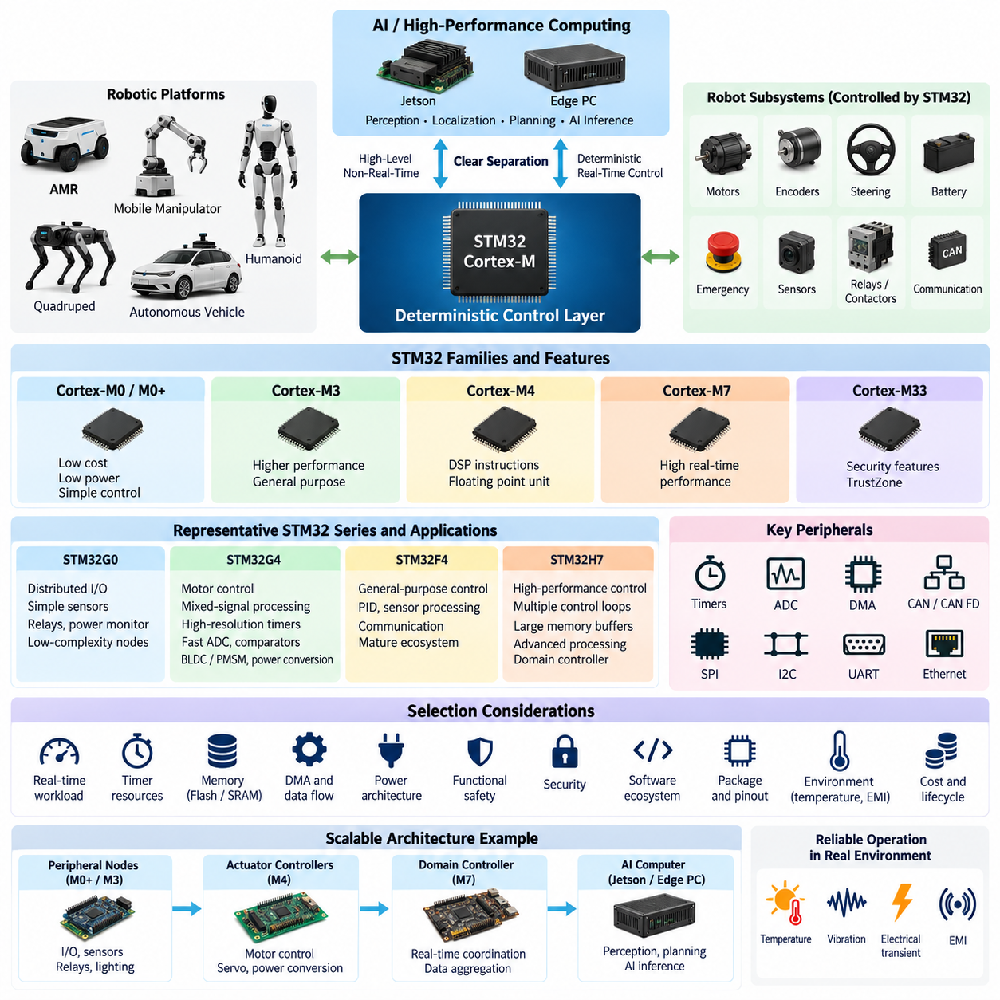 AI / High-Performance Computing
Jetson
Edge PC
Perception • Localization • Planning • AI Inference
Robotic Platforms
AMR
Mobile Manipulator
Humanoid
Quadruped
Autonomous Vehicle
High-Level
Non-Real-Time
Clear Separation
Deterministic
Real-Time Control
STM32
Cortex-M
Deterministic Control Layer
Robot Subsystems (Controlled by STM32)
Motors
Encoders
Steering
Battery
Emergency
Sensors
Relays /
Contactors
CAN
Communication
STM32 Families and Features
Cortex-M0 / M0+
Low cost
Low power
Simple control
Cortex-M3
Higher performance
General purpose
Cortex-M4
DSP instructions
Floating point unit
Cortex-M7
High real-time
performance
Cortex-M33
Security features
TrustZone
Representative STM32 Series and Applications
STM32G0
Distributed I/O
Simple sensors
Relays, power monitor
Low-complexity nodes
STM32G4
Motor control
Mixed-signal processing
High-resolution timers
Fast ADC, comparators
BLDC / PMSM, power conversion
STM32F4
General-purpose control
PID, sensor processing
Communication
Mature ecosystem
STM32H7
High-performance control
Multiple control loops
Large memory buffers
Advanced processing
Domain controller
Key Peripherals
Timers
ADC
DMA
CAN / CAN FD
SPI
I2C
UART
Ethernet
Selection Considerations
Real-time
workload
Timer
resources
Memory
(Flash / SRAM)
DMA and
data flow
Power
architecture
Functional
safety
Security
Software
ecosystem
Package
and pinout
Environment
(temperature, EMI)
Cost and
lifecycle
Scalable Architecture Example
Peripheral Nodes
(M0+ / M3)
I/O, sensors
Relays, lighting
Actuator Controllers
(M4)
Motor control
Servo, power conversion
Domain Controller
(M7)
Real-time coordination
Data aggregation
AI Computer
(Jetson / Edge PC)
Perception, planning
AI inference
Reliable Operation
in Real Environment
Temperature
Vibration
Electrical
transient
EMI